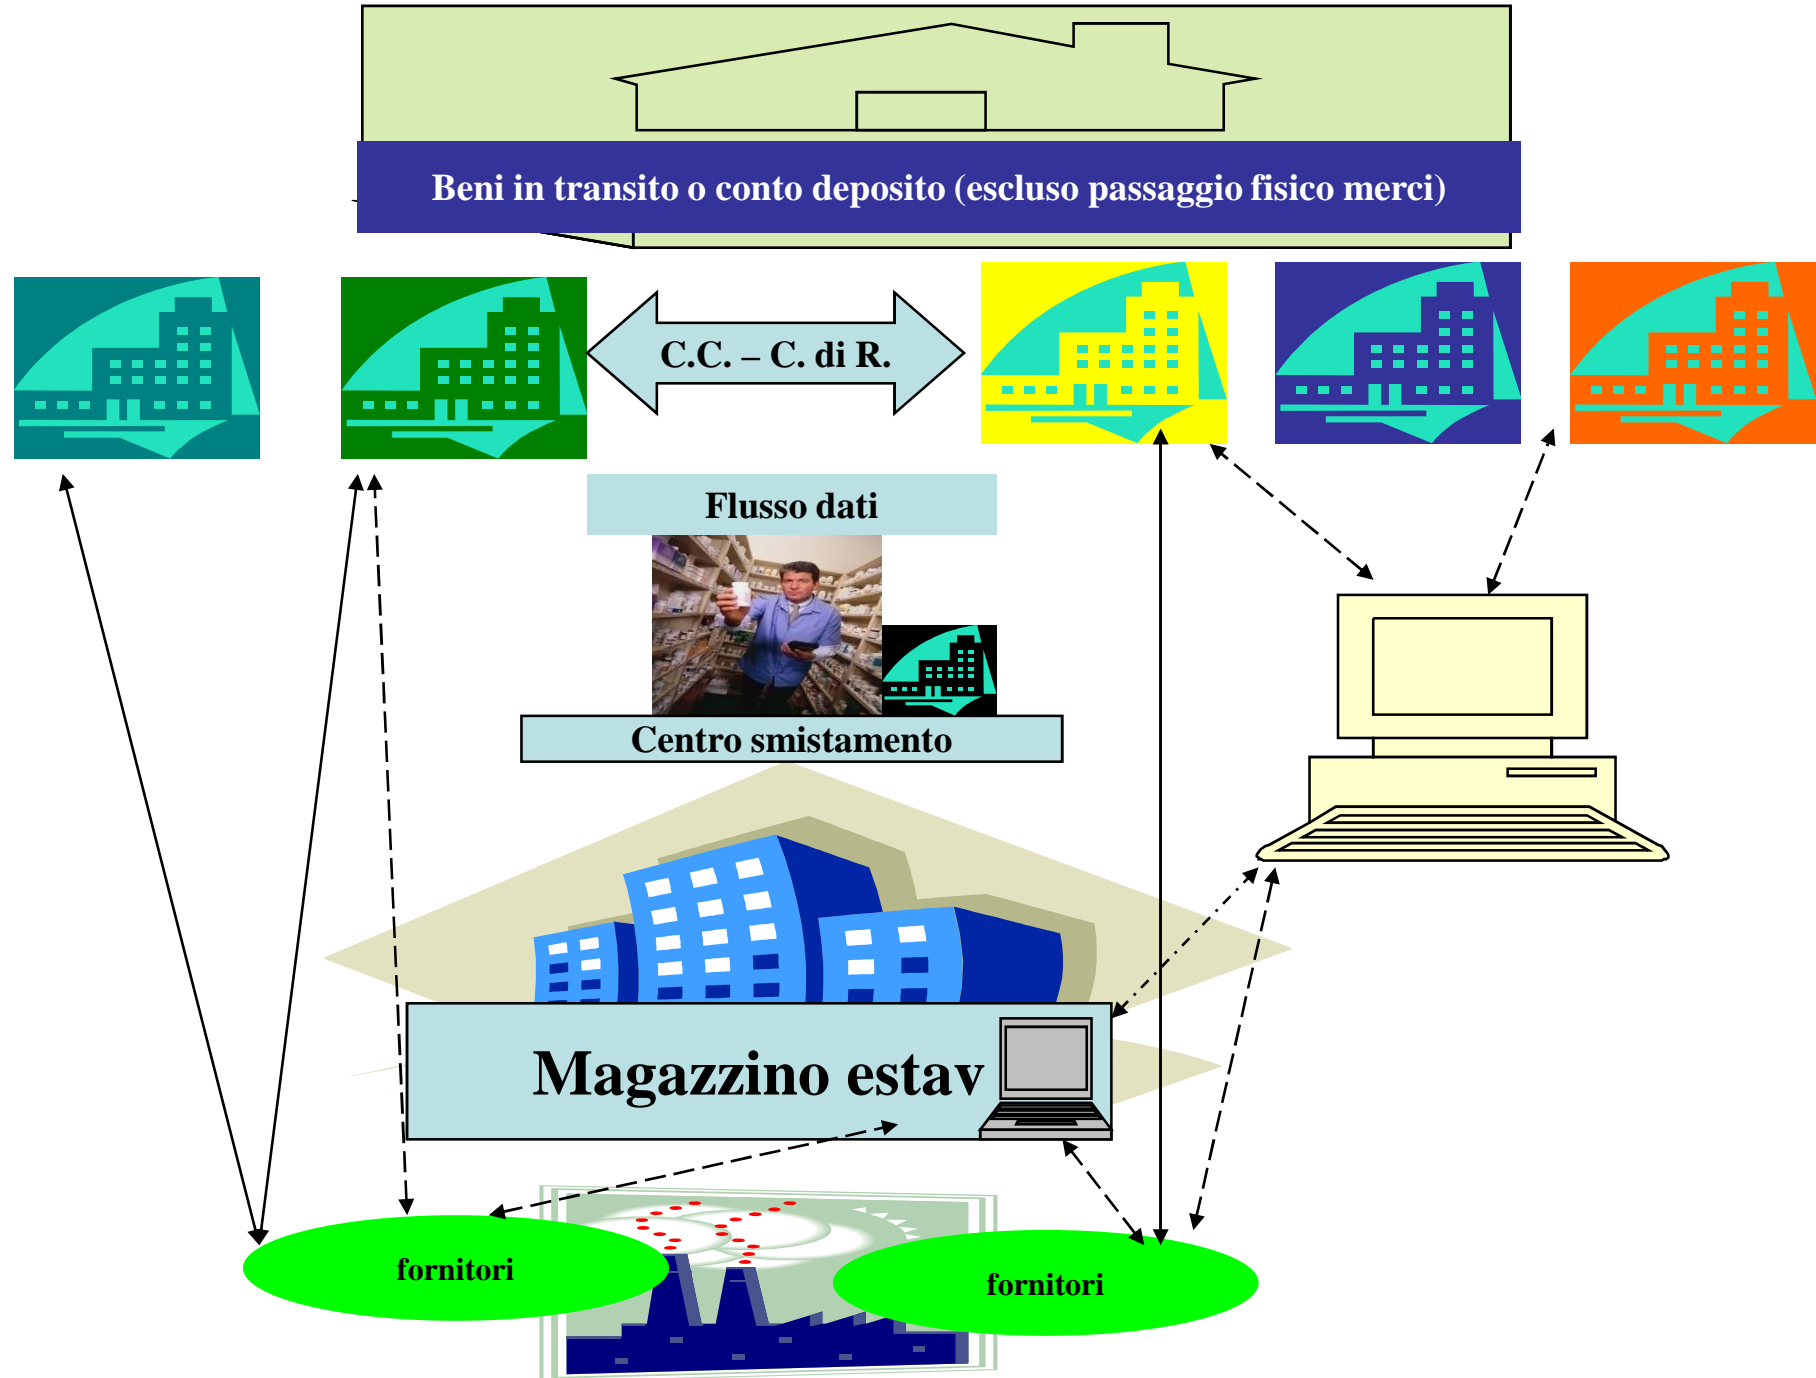 Beni in transito o conto deposito (escluso passaggio fisico merci)
C.C. – C. di R.
Flusso dati
Centro smistamento
Magazzino estav
fornitori
fornitori